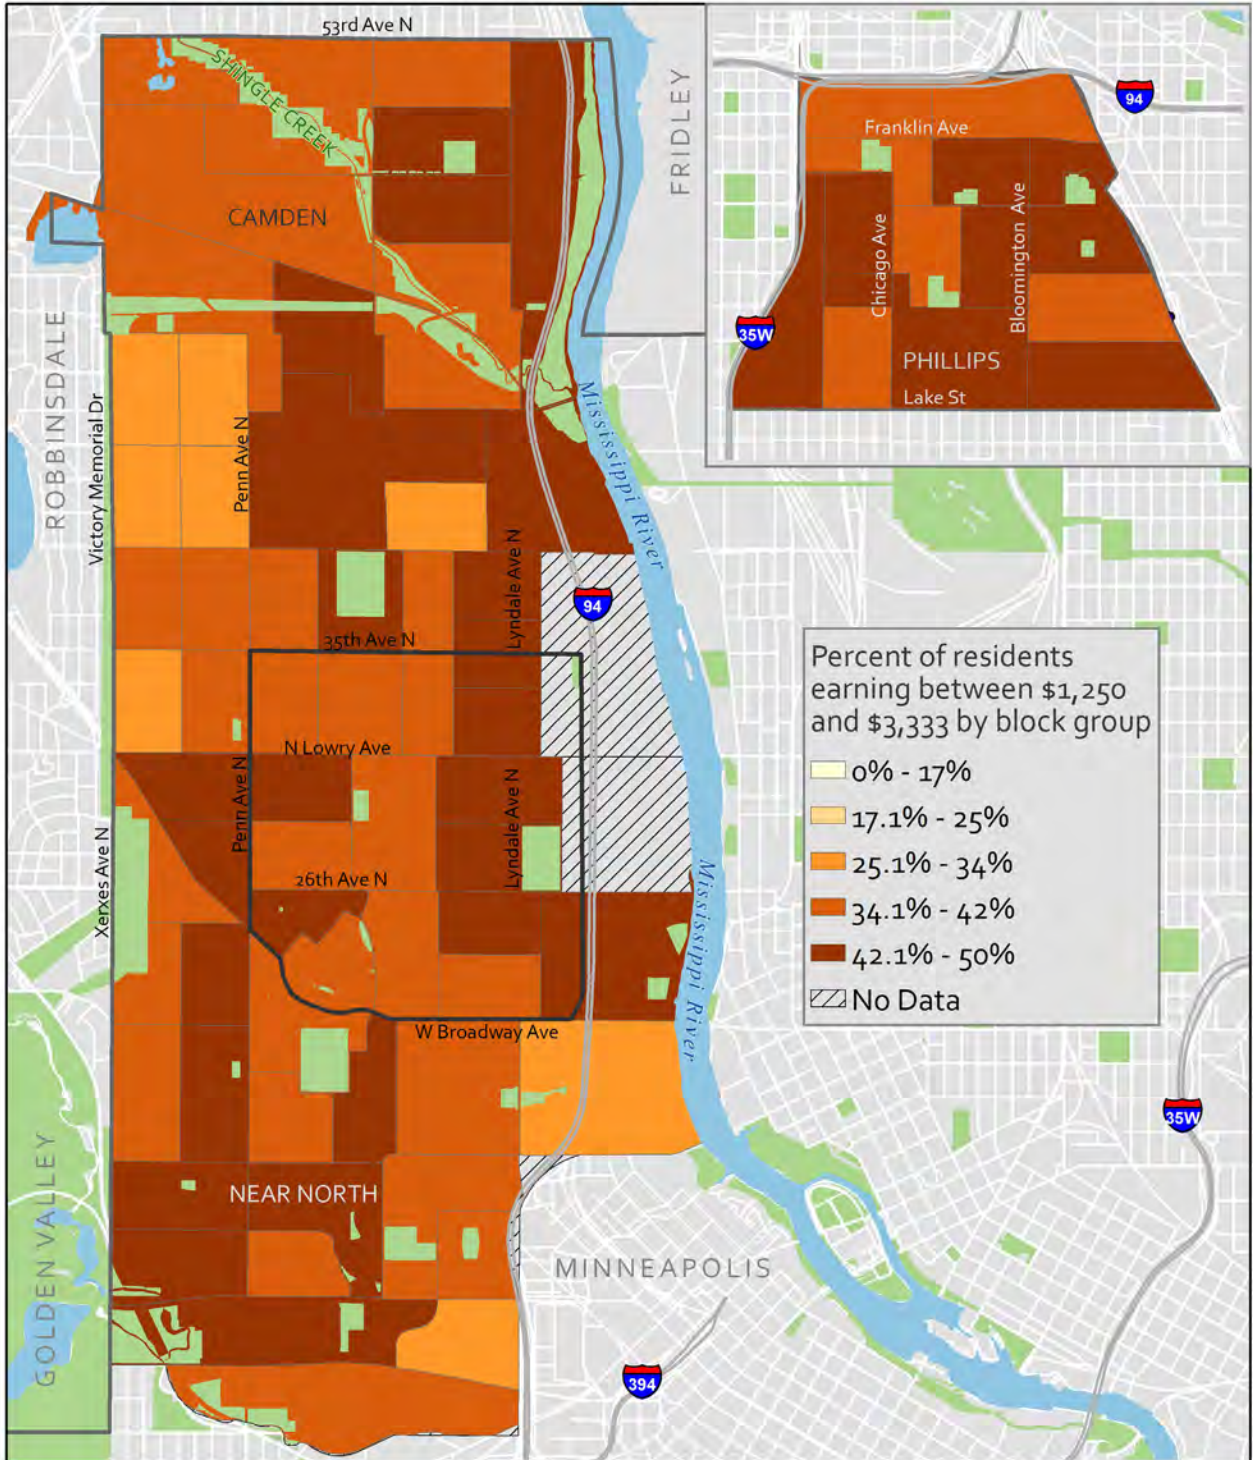 53rd Ave N
SHINGLE CREEK
FRIDLEY
94
Franklin Ave
Chicago Ave
Bloomington Ave
35W
PHILLIPS
Lake St
CAMDEN
ROBBINSDALE
Victory Memorial Dr
Penn Ave N
Mississippi River
Lyndale Ave N
94
35th Ave N
Percent of residents
earning between $1,250
and $3,333 by block group
0% - 17%
17.1% - 25%
25.1% - 34%
34.1% - 42%
42.1% - 50%
No Data
N Lowry Ave
Penn Ave N
Lyndale Ave N
Xerxes Ave N
26th Ave N
Mississippi River
W Broadway Ave
35W
GOLDEN VALLEY
NEAR NORTH
MINNEAPOLIS
394